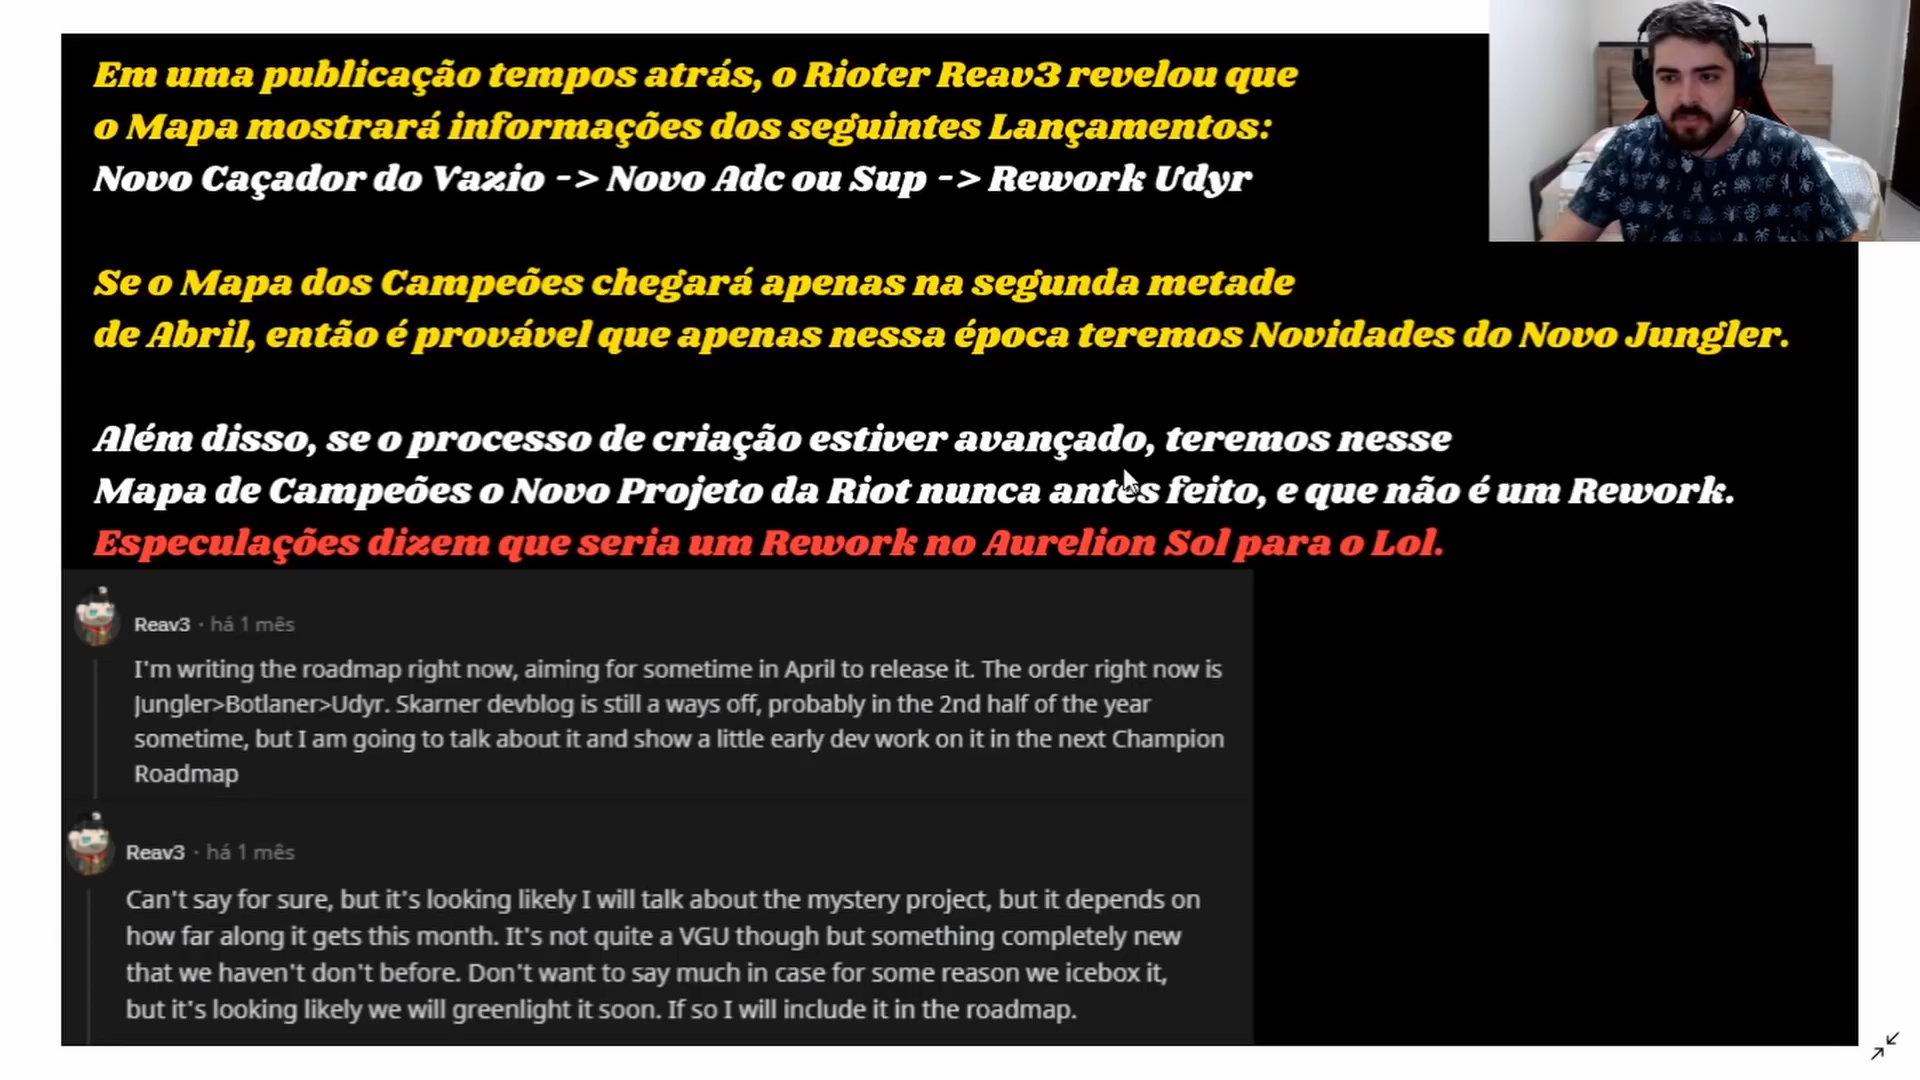 Em uma publicação tempos atrás, o Rioter Reav3 revelou que
o Mapa mostrará informações dos seguintes Lançamentos:
Novo Caçador do Vazio -> Novo Adc ou Sup -> Rework Udyr
Se o Mapa dos Campeões chegará apenas na segunda metade
de Abril, então é provável que apenas nessa época teremos Novidades do Novo Jungler.
Além disso, se o processo de criação estiver avançado, teremos nesse
Mapa de Campeões o Novo Projeto da Riot nunca antes feito, e que não é um Rework.
Especulações dizem que seria um Rework no Aurelion Sol para o Lol.
Reav3 · há 1 mês
I'm writing the roadmap right now, aiming for sometime in April to release it. The order right now is
Jungler>Botlaner>Udyr. Skarner devblog is still a ways off, probably in the 2nd half of the year
sometime, but I am going to talk about it and show a little early dev work on it in the next Champion
Roadmap
Reav3 · há 1 mês
Can't say for sure, but it's looking likely I will talk about the mystery project, but it depends on
how far along it gets this month. It's not quite a VGU though but something completely new
that we haven't don't before. Don't want to say much in case for some reason we icebox it,
but it's looking likely we will greenlight it soon. If so I will include it in the roadmap.